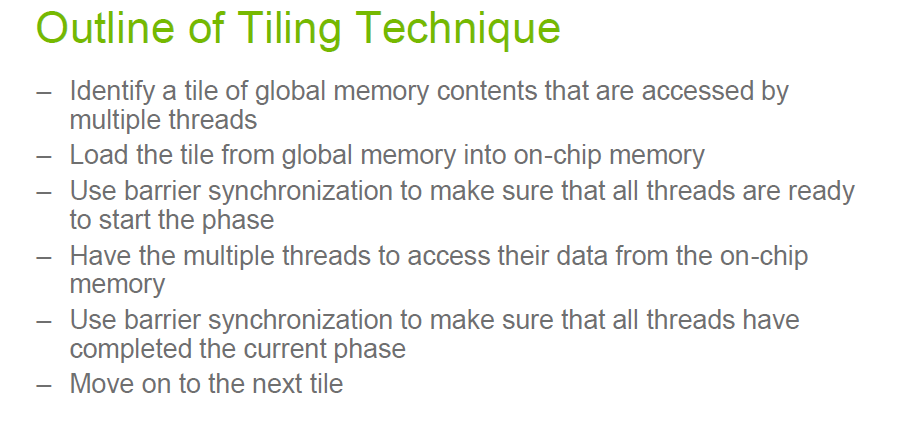 Outline of Tiling Technique
– Identify a tile of global memory contents that are accessed by
multiple threads
– Load the tile from global memory into on-chip memory
– Use barrier synchronization to make sure that all threads are ready
to start the phase
– Have the multiple threads to access their data from the on-chip
memory
– Use barrier synchronization to make sure that all threads have
completed the current phase
– Move on to the next tile